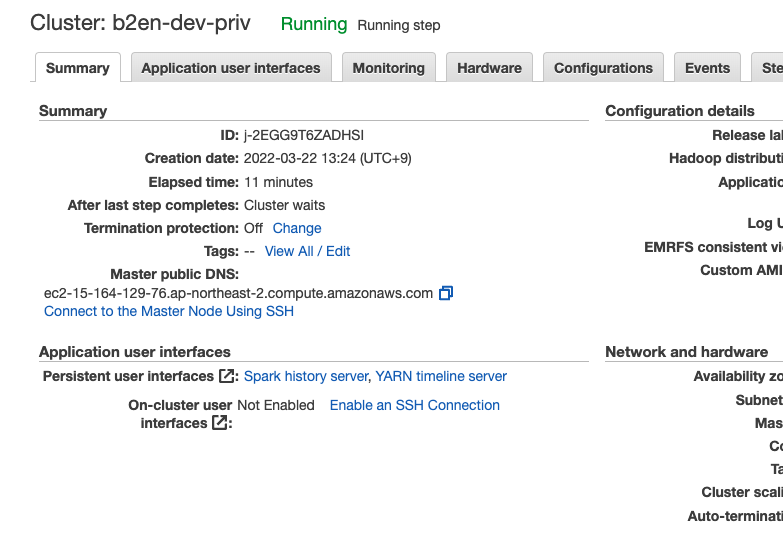 Cluster: b2en-dev-priv Running Running step
Summary Application user interfaces Monitoring Hardware Configurations Events Ste
Summary
ID: j-2EGG9T6ZADHSI
Creation date: 2022-03-22 13:24 (UTC+9)
Elapsed time: 11 minutes
After last step completes: Cluster waits
Termination protection: Off Change
Tags: -- View All / Edit
Master public DNS:
ec2-15-164-129-76.ap-northeast-2.compute.amazonaws.com
Connect to the Master Node Using SSH
Configuration details
Release la
Hadoop distributi
Applicatio
Log U
EMRFS consistent vi
Custom AMI
Application user interfaces
Persistent user interfaces : Spark history server, YARN timeline server
On-cluster user Not Enabled Enable an SSH Connection
interfaces :
Network and hardware
Availability zo
Subnet
Mas
Co
Ta
Cluster scali
Auto-terminati